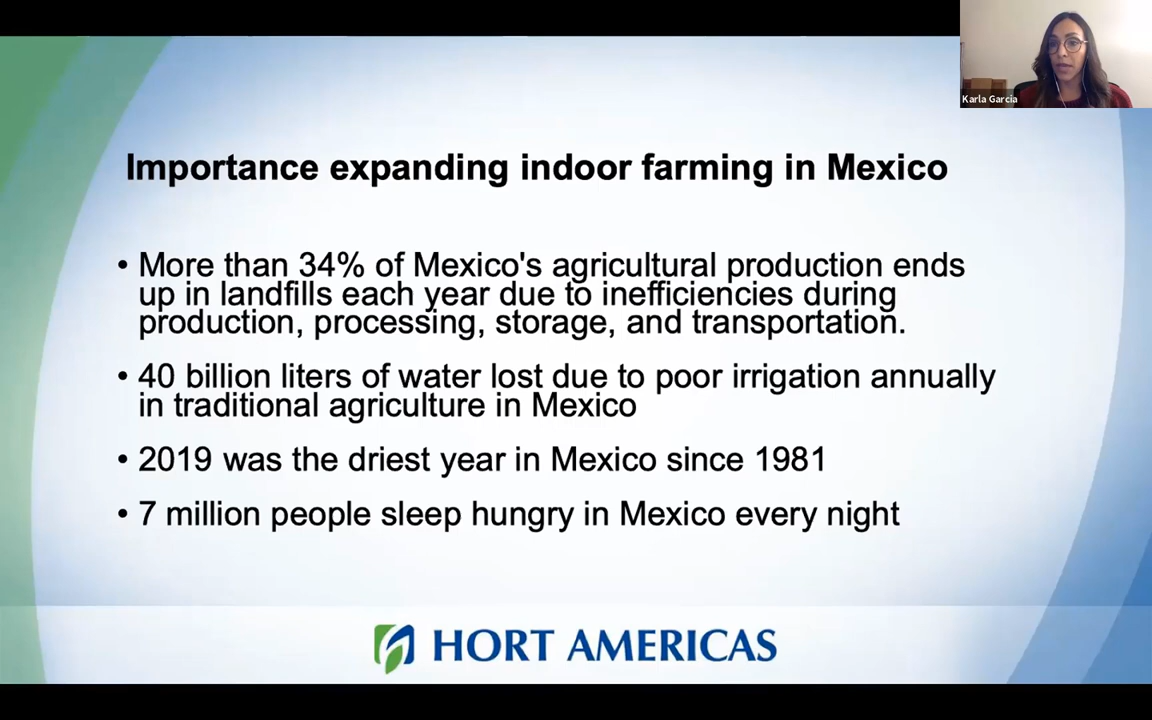 Karla Garcia
Importance expanding indoor farming in Mexico
• More than 34% of Mexico's agricultural production ends
up in landfills each year due to inefficiencies during
production, processing, storage, and transportation.
• 40 billion liters of water lost due to poor irrigation annually
in traditional agriculture in Mexico
• 2019 was the driest year in Mexico since 1981
• 7 million people sleep hungry in Mexico every night
HORT AMERICAS